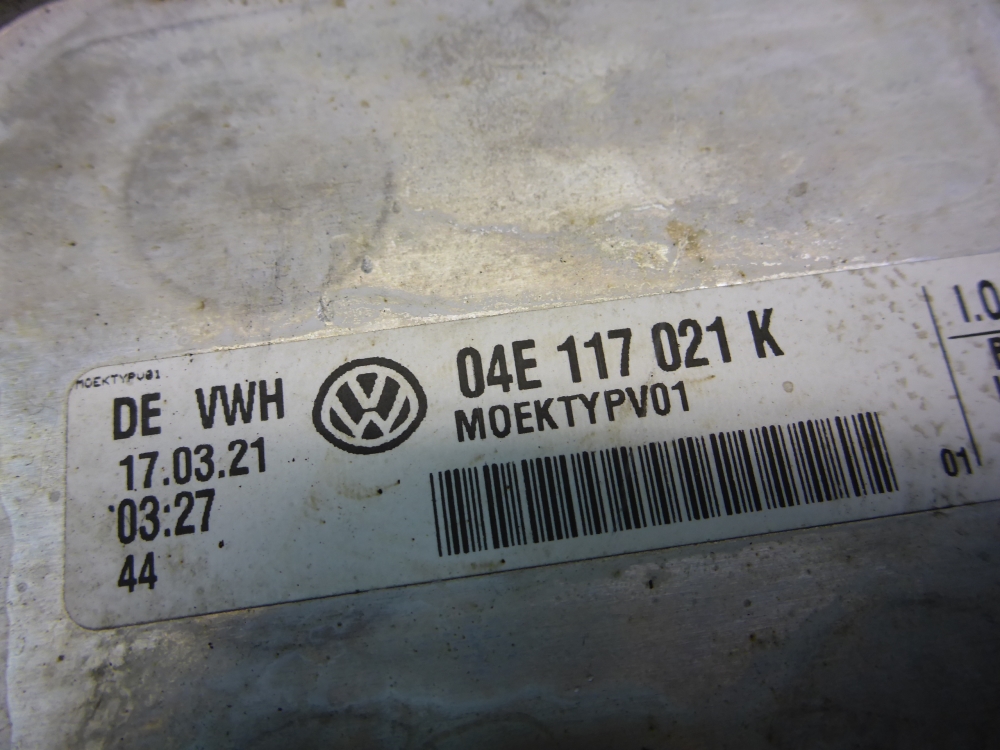 MOEKTYPV01
DE VWH
17.03.21
03:27
44
04E 117 021 K
MOEKTYPV01
01